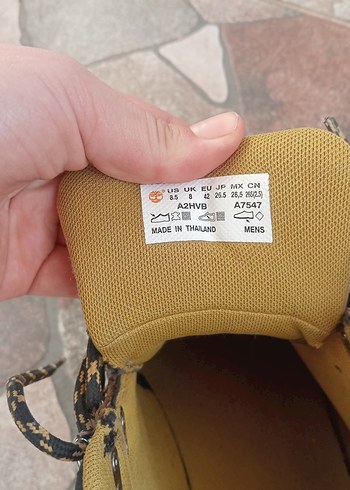 US UK EU JP MX CN
8.5 8 42 26.5 26,5 265(2.5)
A2HVB A7547
MADE IN THAILAND MENS